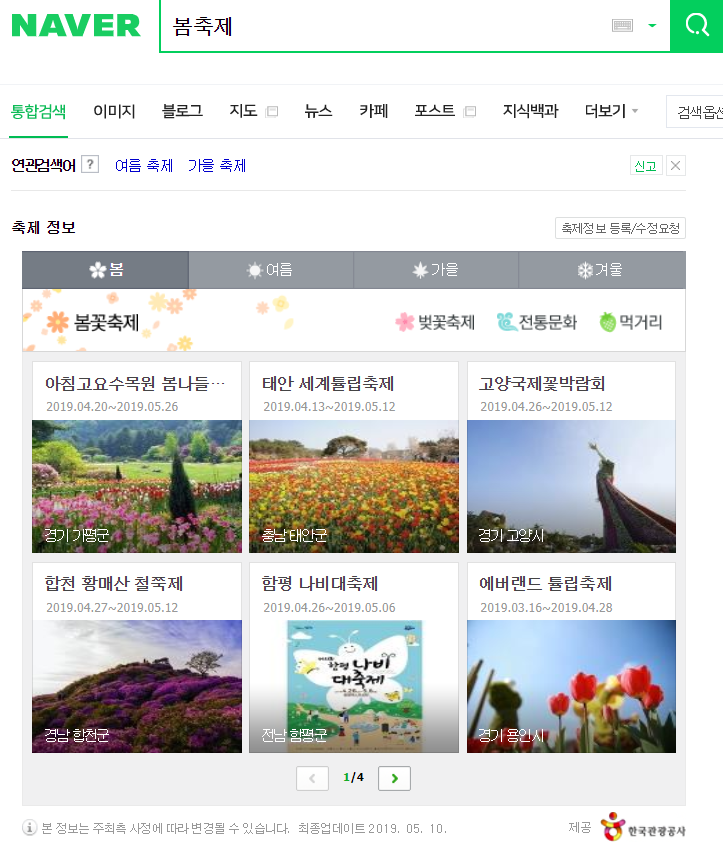 NAVER 봄축제
통합검색 이미지 블로그 지도 뉴스 카페 포스트 지식백과 더보기 검색옵션
연관검색어 ? 여름 축제 가을 축제 신고
축제 정보 축제정보 등록/수정요청
봄 여름 가을 겨울
봄꽃축제 벚꽃축제 전통문화 먹거리
아침고요수목원 봄나들… 태안 세계튤립축제 고양국제꽃박람회
2019.04.20~2019.05.26 2019.04.13~2019.05.12 2019.04.26~2019.05.12
경기 가평군 충남 태안군 경기 고양시
합천 황매산 철쭉제 함평 나비대축제 에버랜드 튤립축제
2019.04.27~2019.05.12 2019.04.26~2019.05.06 2019.03.16~2019.04.28
함평 나비
대축제
경남 합천군 전남 함평군 경기 용인시
1/4
본 정보는 주최측 사정에 따라 변경될 수 있습니다. 최종업데이트 2019. 05. 10. 제공 한국관광공사